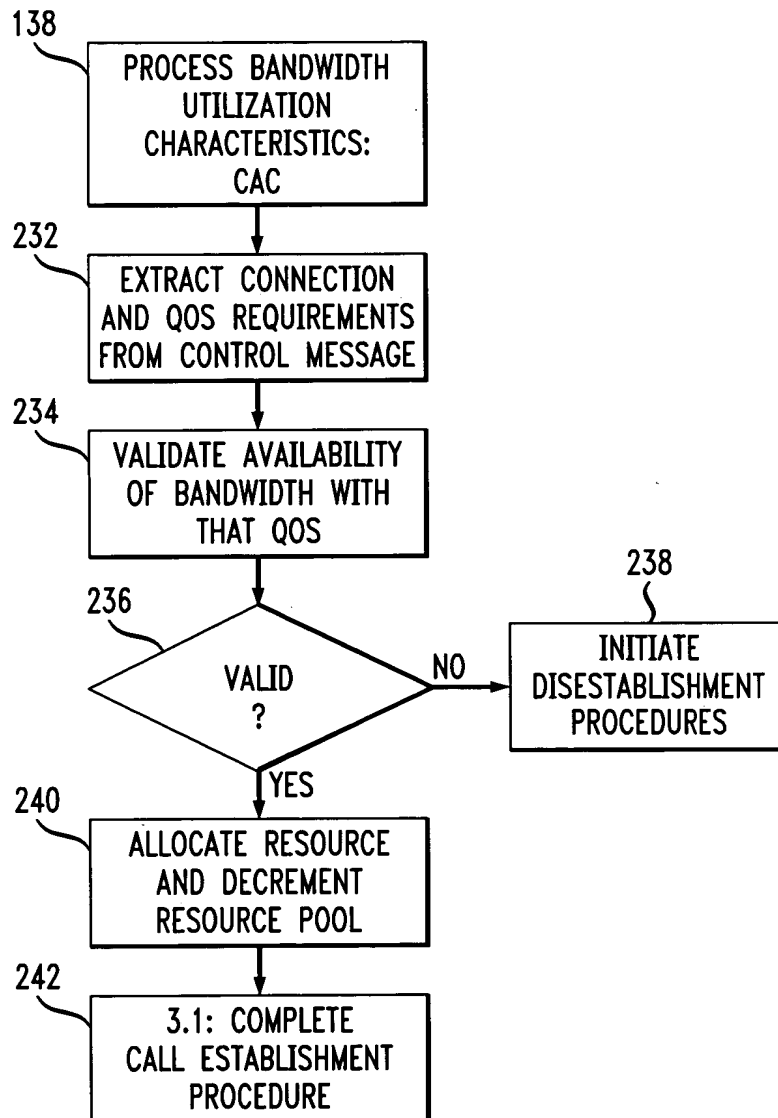 138
PROCESS BANDWIDTH
UTILIZATION
CHARACTERISTICS:
CAC
232
EXTRACT CONNECTION
AND QOS REQUIREMENTS
FROM CONTROL MESSAGE
234
VALIDATE AVAILABILITY
OF BANDWIDTH WITH
THAT QOS
236
VALID
?
NO
238
INITIATE
DISESTABLISHMENT
PROCEDURES
YES
240
ALLOCATE RESOURCE
AND DECREMENT
RESOURCE POOL
242
3.1: COMPLETE
CALL ESTABLISHMENT
PROCEDURE